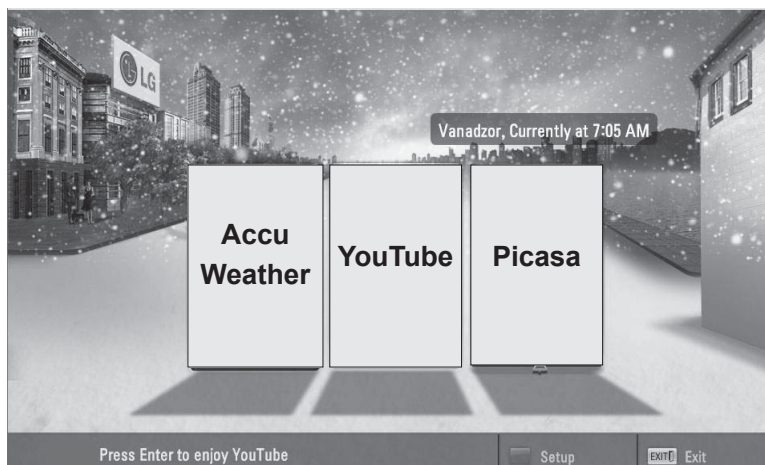 LG
Vanadzor, Currently at 7:05 AM
Accu
Weather
YouTube
Picasa
Press Enter to enjoy YouTube
Setup
EXIT
Exit